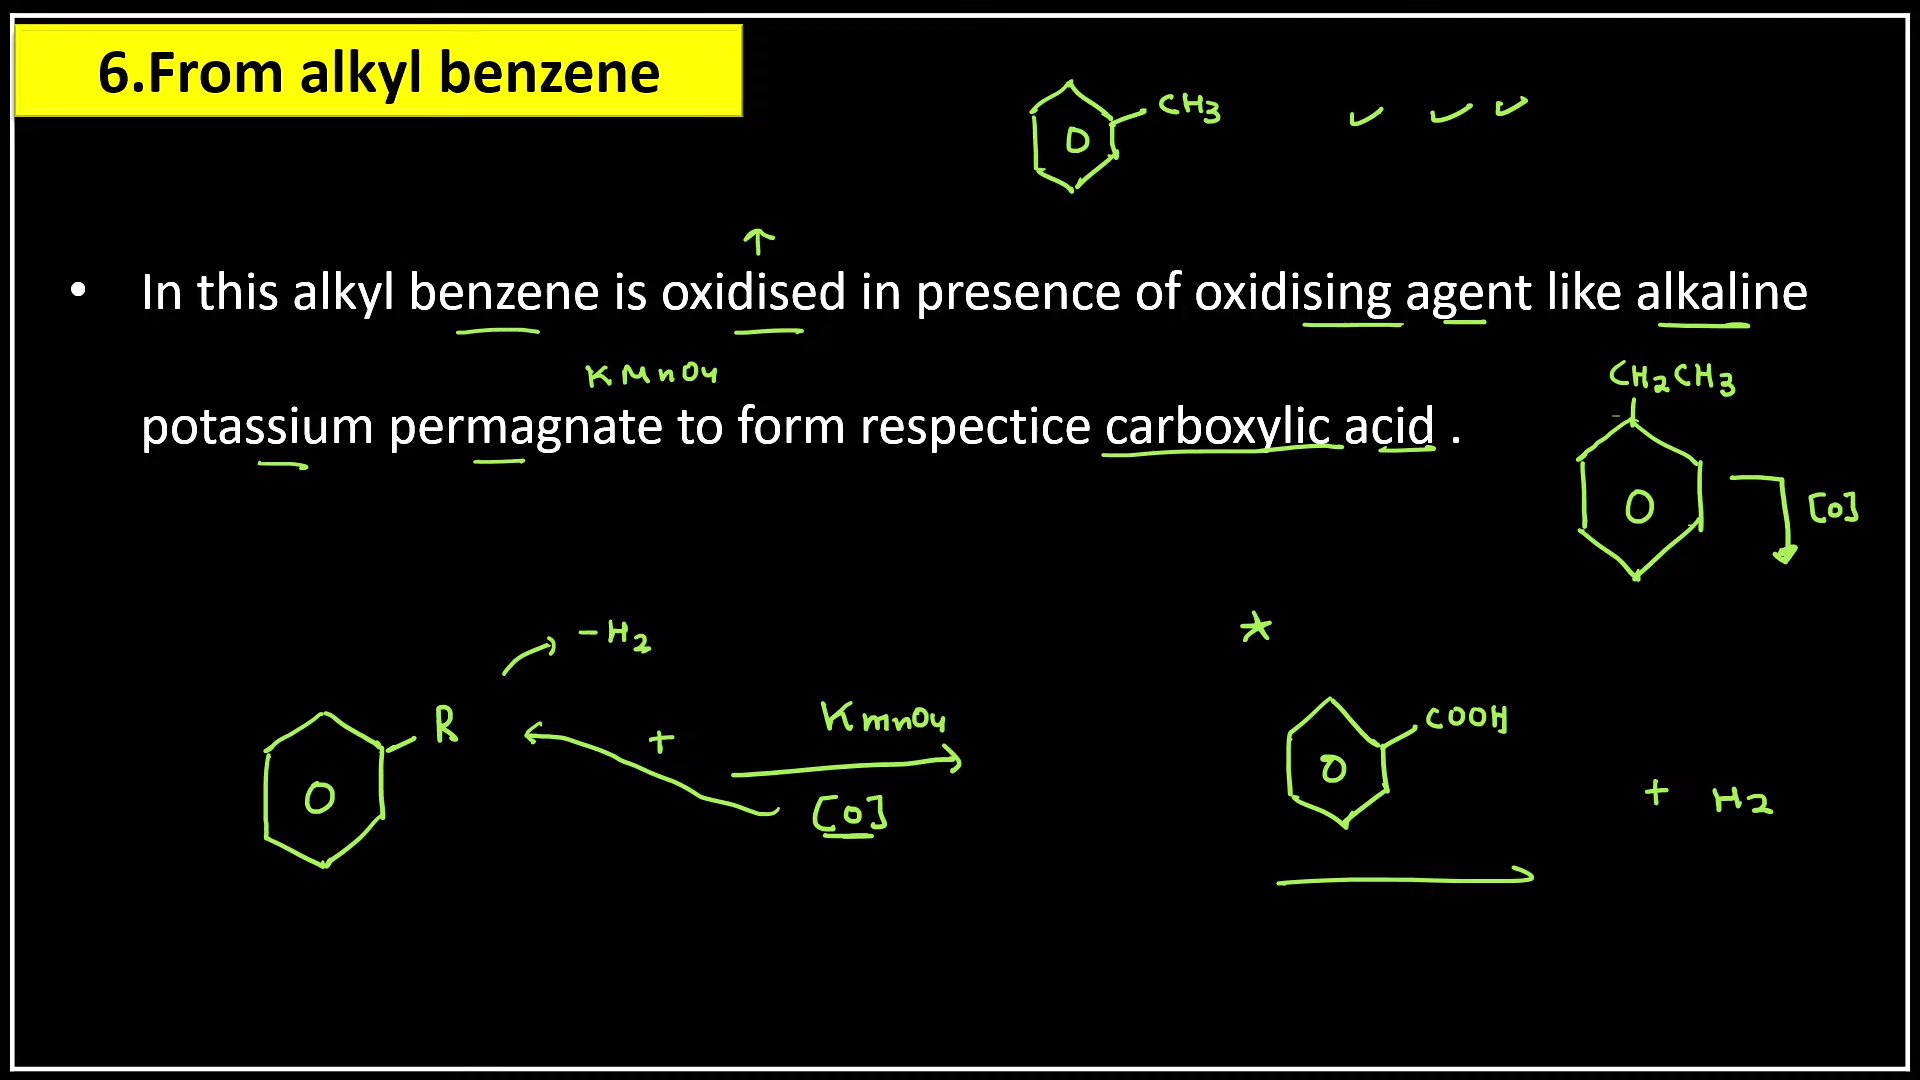 6.From alkyl benzene
CH3
• In this alkyl benzene is oxidised in presence of oxidising agent like alkaline
KMnO4
CH2CH3
potassium permagnate to form respectice carboxylic acid .
[O]
-H2
R
+
KmnO4
[O]
*
COOH
+ H2